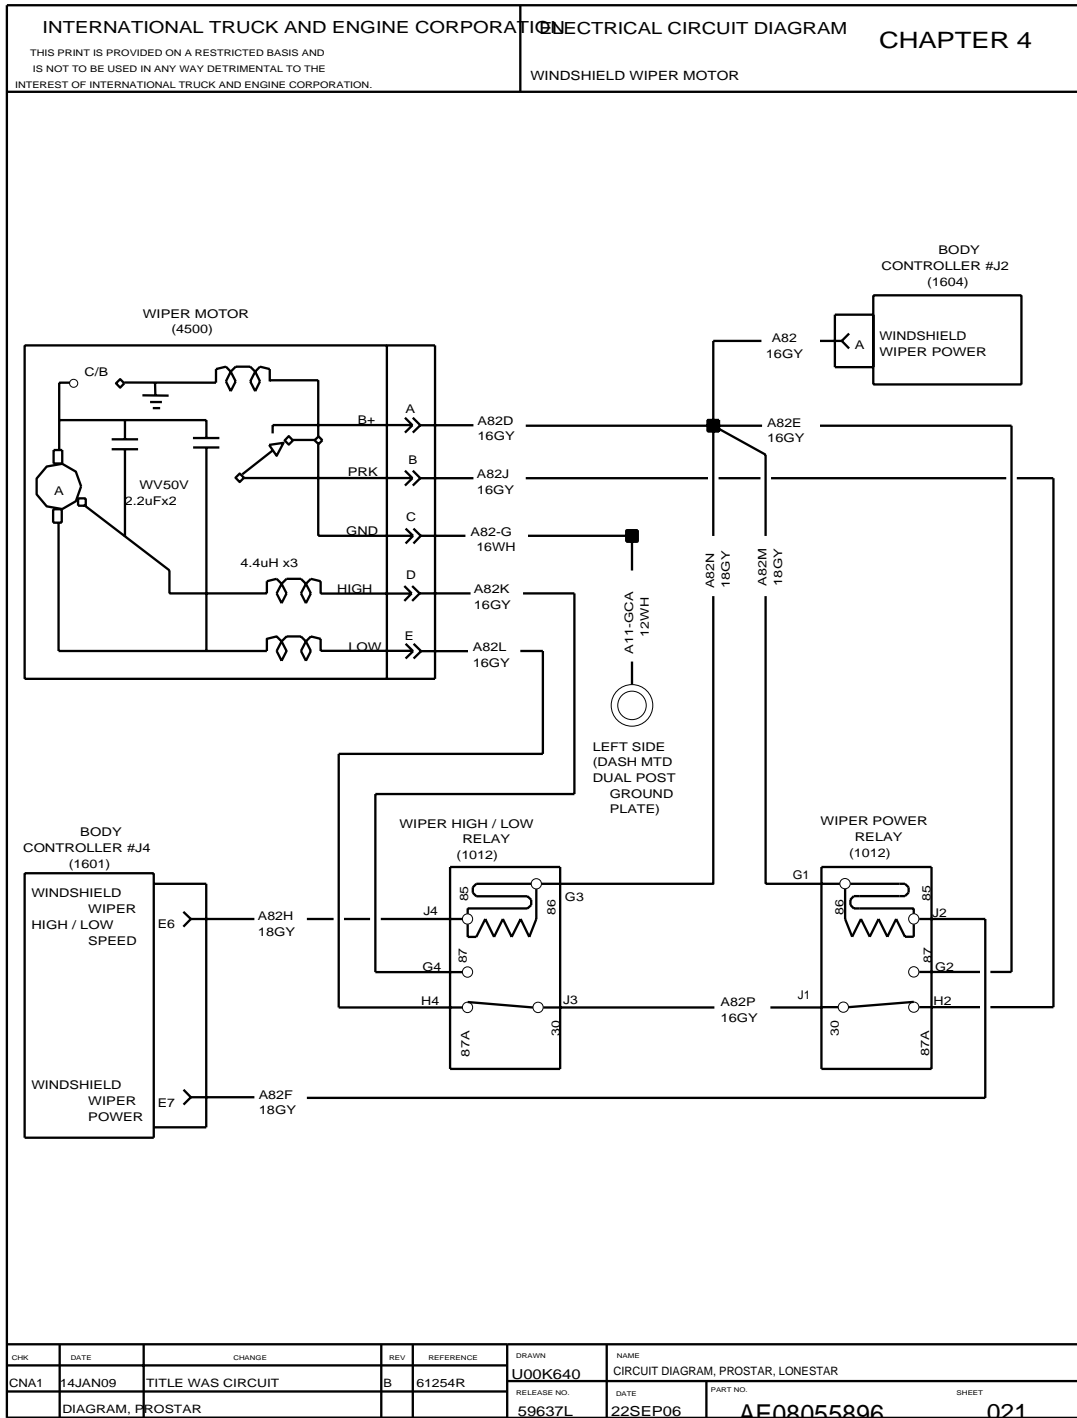 INTERNATIONAL TRUCK AND ENGINE CORPORATION
ELECTRICAL CIRCUIT DIAGRAM
CHAPTER 4
THIS PRINT IS PROVIDED ON A RESTRICTED BASIS AND
IS NOT TO BE USED IN ANY WAY DETRIMENTAL TO THE
INTEREST OF INTERNATIONAL TRUCK AND ENGINE CORPORATION.
WINDSHIELD WIPER MOTOR
BODY
CONTROLLER #J2
(1604)
A
WINDSHIELD
WIPER POWER
A82
16GY
WIPER MOTOR
(4500)
C/B
A
WV50V
2.2uFx2
4.4uH x3
B+
A
A82D
16GY
A82E
16GY
PRK
B
A82J
16GY
GND
C
A82-G
16WH
HIGH
D
A82K
16GY
LOW
E
A82L
16GY
A82N
18GY
A82M
18GY
A11-GCA
12WH
LEFT SIDE
(DASH MTD
DUAL POST
GROUND
PLATE)
BODY
CONTROLLER #J4
(1601)
WINDSHIELD
WIPER
HIGH / LOW
SPEED
E6
A82H
18GY
WINDSHIELD
WIPER
POWER
E7
A82F
18GY
WIPER HIGH / LOW
RELAY
(1012)
85
86
G3
J4
87
G4
H4
J3
87A
30
A82P
16GY
WIPER POWER
RELAY
(1012)
G1
86
85
J2
87
G2
J1
H2
30
87A
CHK
DATE
CHANGE
REV
REFERENCE
DRAWN
NAME
CNA1
14JAN09
TITLE WAS CIRCUIT
B
61254R
U00K640
CIRCUIT DIAGRAM, PROSTAR, LONESTAR
DIAGRAM, PROSTAR
RELEASE NO.
59637L
DATE
22SEP06
PART NO.
AE08055896
SHEET
021